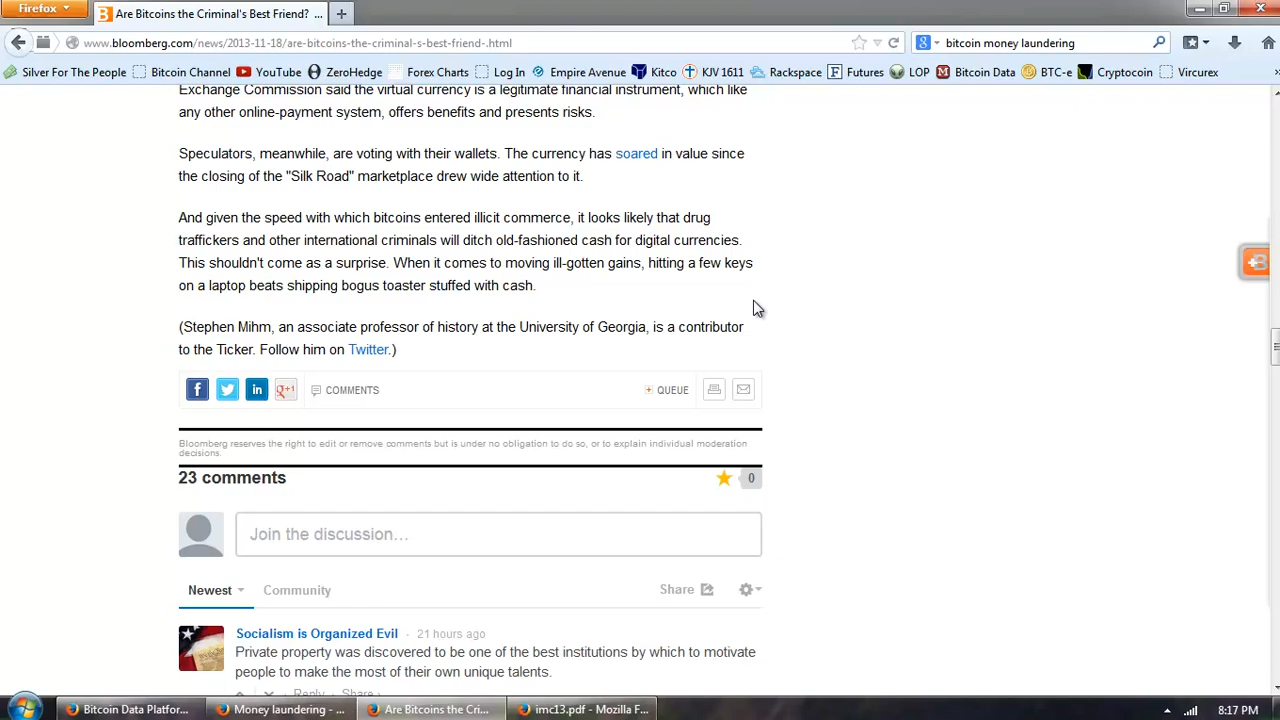 Firefox
Are Bitcoins the Criminal's Best Friend? ...
www.bloomberg.com/news/2013-11-18/are-bitcoins-the-criminal-s-best-friend-.html
bitcoin money laundering
Silver For The People Bitcoin Channel YouTube ZeroHedge Forex Charts Log In Empire Avenue Kitco KJV 1611 Rackspace Futures LOP Bitcoin Data BTC-e Cryptocoin Vircurex
Exchange Commission said the virtual currency is a legitimate financial instrument, which like
any other online-payment system, offers benefits and presents risks.
Speculators, meanwhile, are voting with their wallets. The currency has soared in value since
the closing of the "Silk Road" marketplace drew wide attention to it.
And given the speed with which bitcoins entered illicit commerce, it looks likely that drug
traffickers and other international criminals will ditch old-fashioned cash for digital currencies.
This shouldn't come as a surprise. When it comes to moving ill-gotten gains, hitting a few keys
on a laptop beats shipping bogus toaster stuffed with cash.
(Stephen Mihm, an associate professor of history at the University of Georgia, is a contributor
to the Ticker. Follow him on Twitter.)
COMMENTS
+ QUEUE
Bloomberg reserves the right to edit or remove comments but is under no obligation to do so, or to explain individual moderation
decisions.
23 comments
0
Join the discussion…
Newest Community
Share
Socialism is Organized Evil · 21 hours ago
Private property was discovered to be one of the best institutions by which to motivate
people to make the most of their own unique talents.
Reply · Share ›
Bitcoin Data Platfor... Money laundering - ... Are Bitcoins the Cri... imc13.pdf - Mozilla F...
8:17 PM